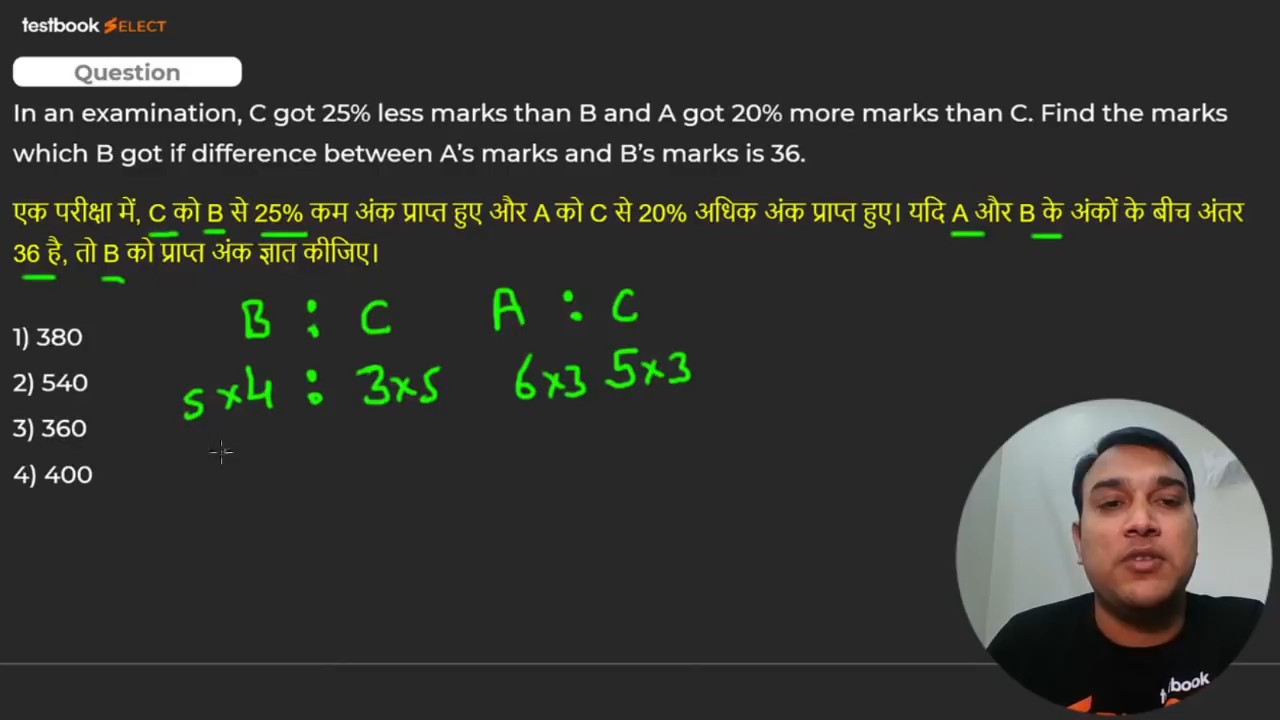 testbook SELECT
Question
In an examination, C got 25% less marks than B and A got 20% more marks than C. Find the marks
which B got if difference between A's marks and B's marks is 36.
एक परीक्षा में, C को B से 25% कम अंक प्राप्त हुए और A को C से 20% अधिक अंक प्राप्त हुए। यदि A और B के अंकों के बीच अंतर
36 है, तो B को प्राप्त अंक ज्ञात कीजिए।
B : C A : C
1) 380
2) 540
5×4 : 3×5 6×3 5×3
3) 360
4) 400